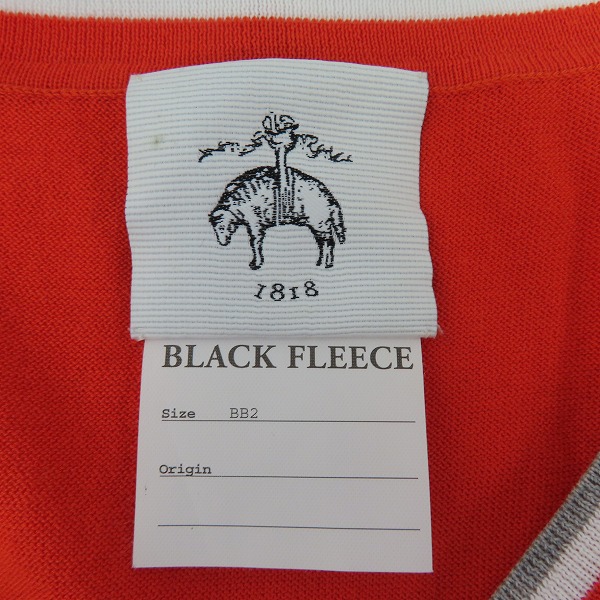 1818
BLACK FLEECE
Size BB2
Origin